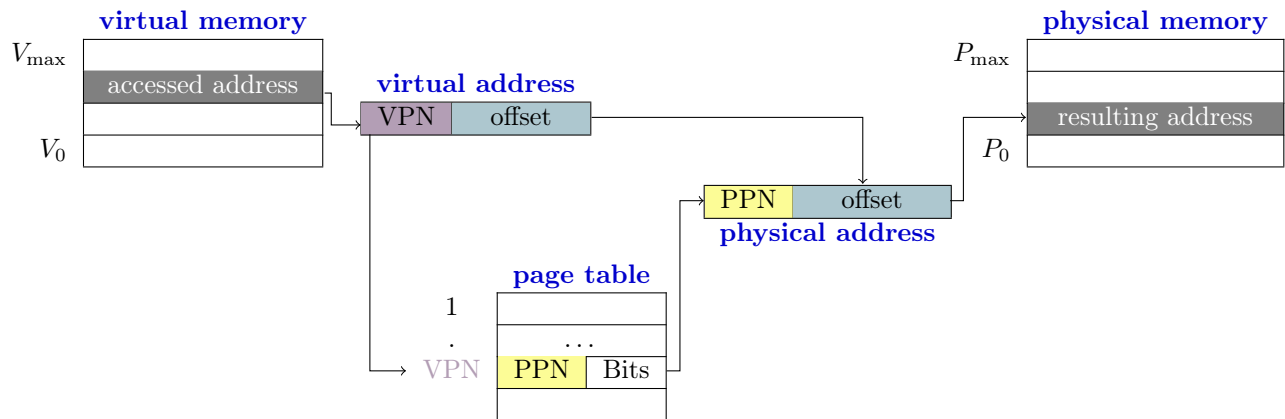 virtual memory
V_max
accessed address
V_0
virtual address
VPN offset
physical memory
P_max
resulting address
P_0
PPN offset
physical address
page table
1
. ...
VPN PPN Bits